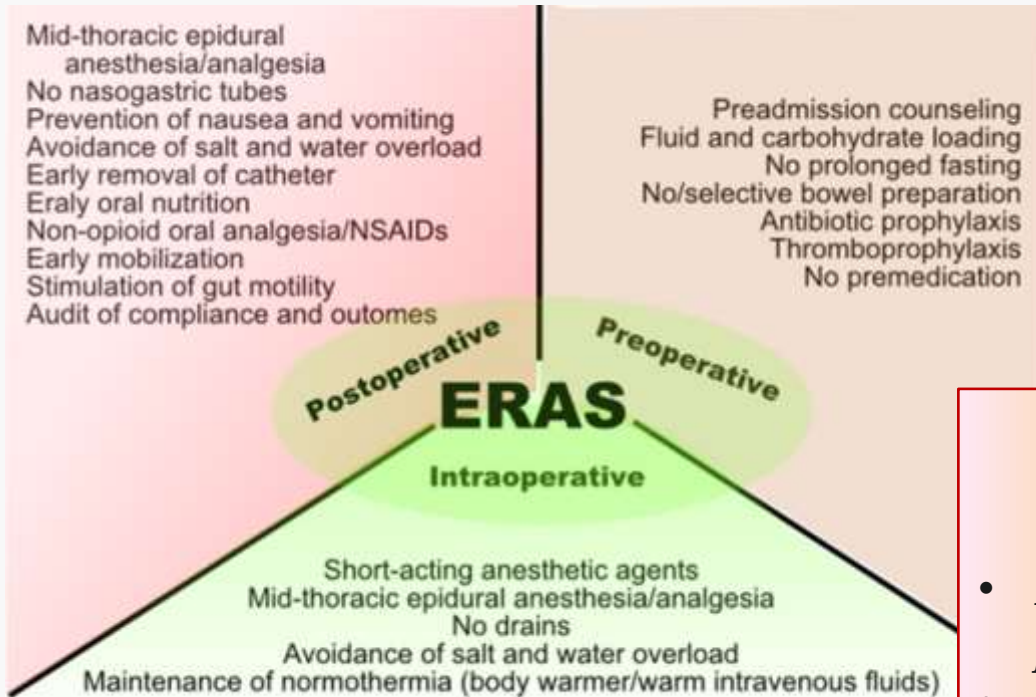 Mid-thoracic epidural
anesthesia/analgesia
No nasogastric tubes
Prevention of nausea and vomiting
Avoidance of salt and water overload
Early removal of catheter
Eraly oral nutrition
Non-opioid oral analgesia/NSAIDs
Early mobilization
Stimulation of gut motility
Audit of compliance and outcomes
Preadmission counseling
Fluid and carbohydrate loading
No prolonged fasting
No/selective bowel preparation
Antibiotic prophylaxis
Thromboprophylaxis
No premedication
Postoperative
Preoperative
ERAS
Intraoperative
Short-acting anesthetic agents
Mid-thoracic epidural anesthesia/analgesia
No drains
Avoidance of salt and water overload
Maintenance of normothermia (body warmer/warm intravenous fluids)